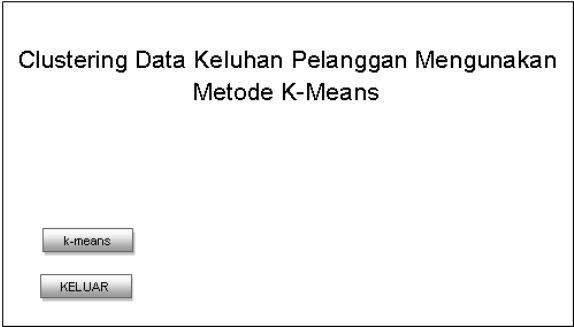 Clustering Data Keluhan Pelanggan Mengunakan
Metode K-Means
k-means
KELUAR